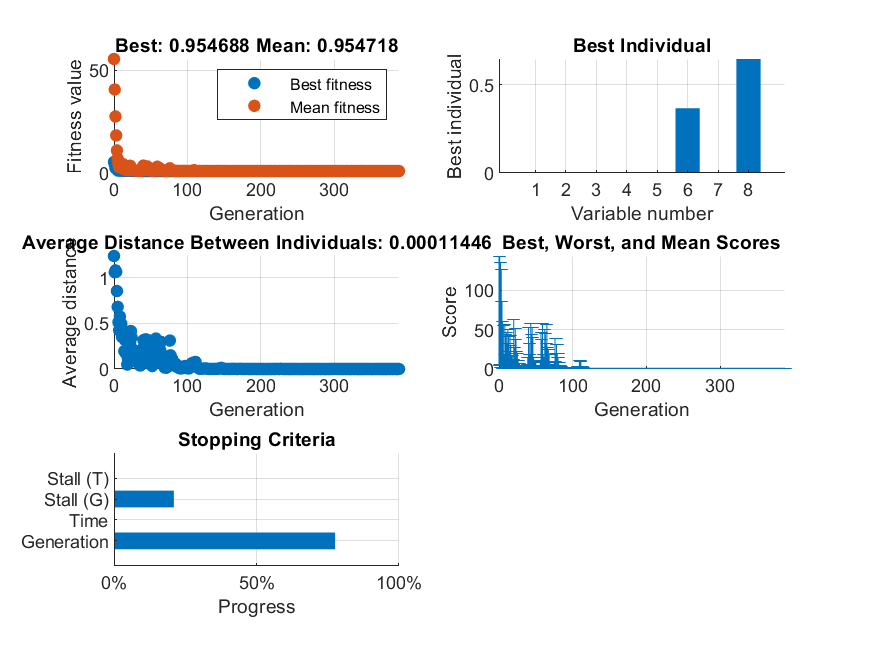 Best: 0.954688 Mean: 0.954718
Fitness value
50
0
Best fitness
Mean fitness
0 100 200 300
Generation
Best Individual
Best individual
0.5
0
1 2 3 4 5 6 7 8
Variable number
Average Distance Between Individuals: 0.00011446
Average distance
1
0.5
0
0 100 200 300
Generation
Best, Worst, and Mean Scores
Score
100
50
0
0 100 200 300
Generation
Stopping Criteria
Stall (T)
Stall (G)
Time
Generation
0% 50% 100%
Progress